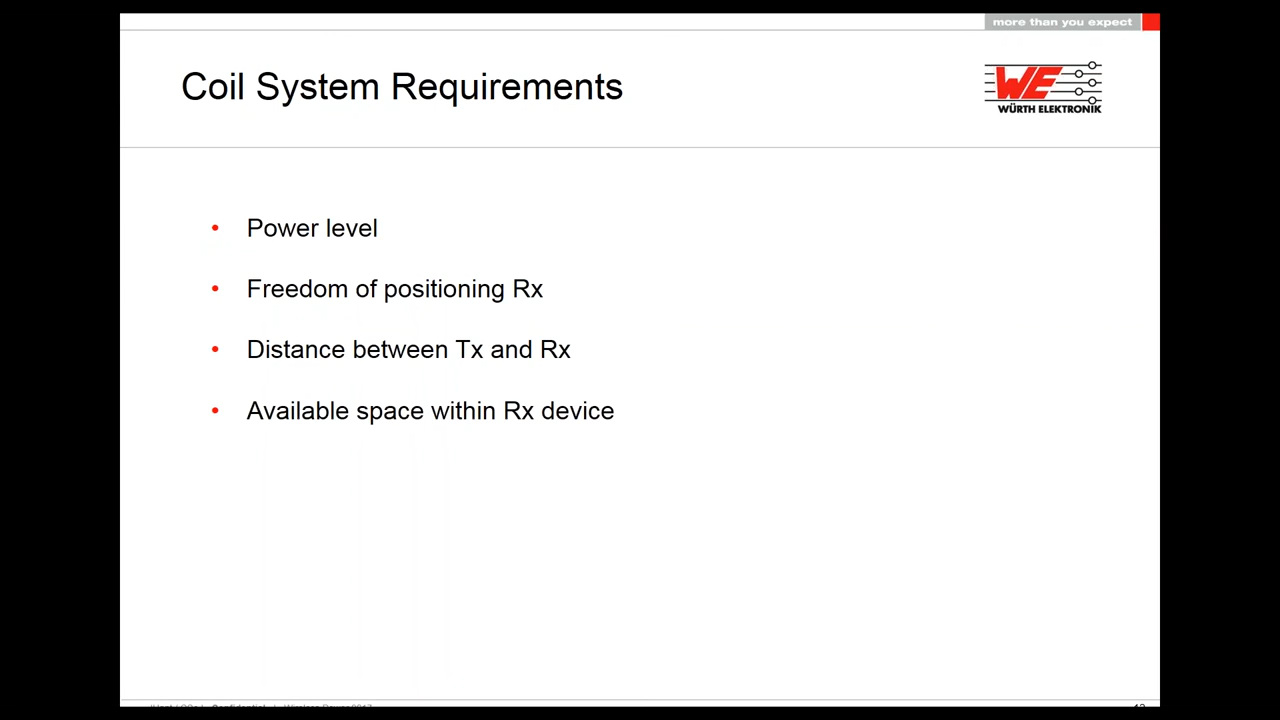 more than you expect
Coil System Requirements
WE
WÜRTH ELEKTRONIK
• Power level
• Freedom of positioning Rx
• Distance between Tx and Rx
• Available space within Rx device